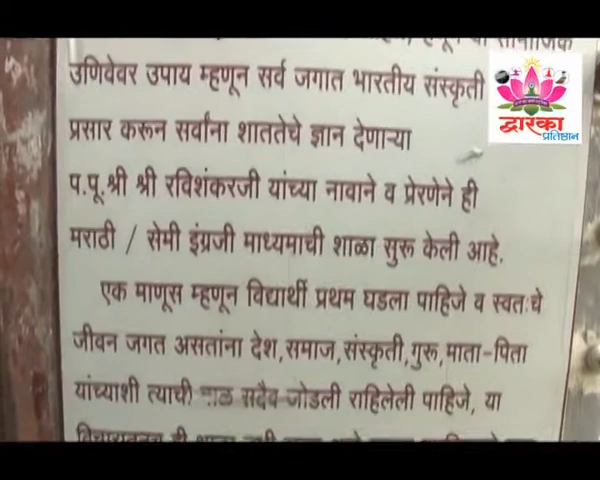 सामाजिक
उणिवेवर उपाय म्हणून सर्व जगात भारतीय संस्कृती
प्रसार करून सर्वांना शाततेचे ज्ञान देणाऱ्या
प.पू.श्री श्री रविशंकरजी यांच्या नावाने व प्रेरणेने ही
मराठी / सेमी इंग्रजी माध्यमाची शाळा सुरू केली आहे.
एक माणूस म्हणून विद्यार्थी प्रथम घडला पाहिजे व स्वतःचे
जीवन जगत असतांना देश,समाज,संस्कृती,गुरू,माता-पिता
यांच्याशी त्याची सदैव जोडली राहिलेली पाहिजे, या
द्वारका
प्रतिष्ठान